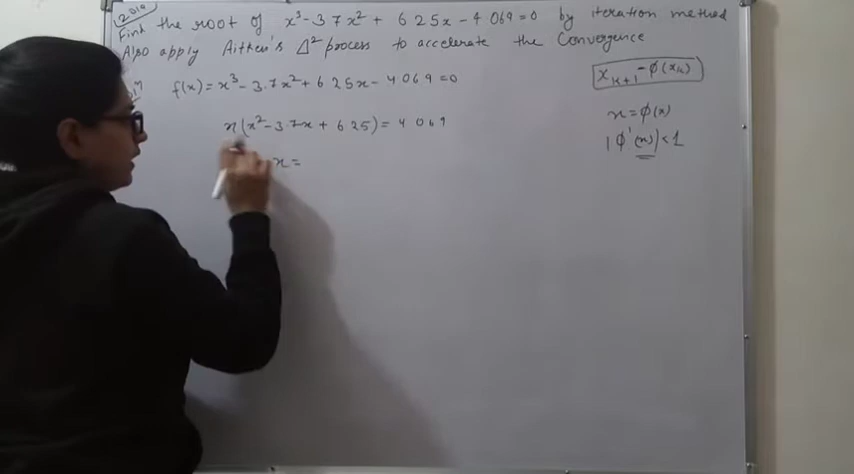 2019
Find the root of x³-3.7x²+ 6.25x-4.069=0 by iteration method
Also apply Aitken's Δ² process to accelerate the Convergence
f(x) = x³-3.7x²+6.25x-4.069=0
x(x²-3.7x+6.25)=4.069
x=
x_{k+1}=ϕ(x_k)
x=ϕ(x)
|ϕ'(x)|<1